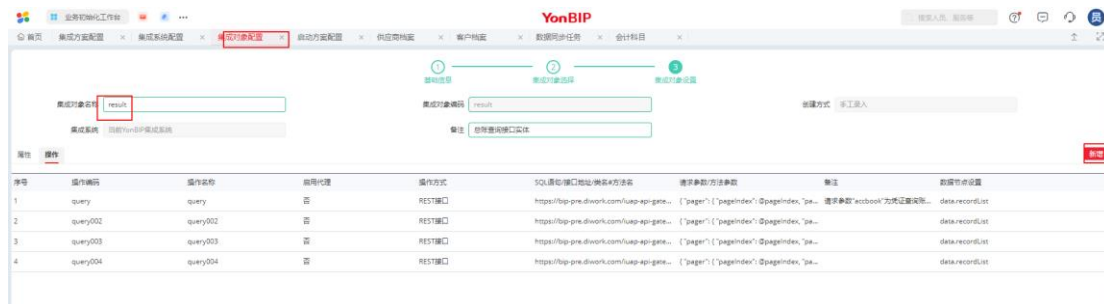 业务初始化工作台 ••• YonBIP
首页 集成方案配置 × 集成系统配置 × 集成对象配置 × 启动方案配置 × 供应商档案 × 客户档案 × 数据同步任务 × 会计科目 ×
1 2 3
基础信息 集成对象选择 集成对象设置
集成对象名称 result 集成对象编码 result 创建方式 手工录入
集成系统 YonBIP集成系统 备注 总账查询接口实体
属性 操作 新增
序号 操作编码 操作名称 启用代理 操作方式 SQL语句/接口地址/类名#方法名 请求参数/方法参数 备注 数据节点设置
1 query query 否 REST接口 https://bip-pre.diwork.com/iuap-api-gate... { "pager": { "pageIndex": @pageIndex, "pa... 请求参数"accbook"为凭证查询账... data.recordList
2 query002 query002 否 REST接口 https://bip-pre.diwork.com/iuap-api-gate... { "pager": { "pageIndex": @pageIndex, "pa... data.recordList
3 query003 query003 否 REST接口 https://bip-pre.diwork.com/iuap-api-gate... { "pager": { "pageIndex": @pageIndex, "pa... data.recordList
4 query004 query004 否 REST接口 https://bip-pre.diwork.com/iuap-api-gate... { "pager": { "pageIndex": @pageIndex, "pa... data.recordList